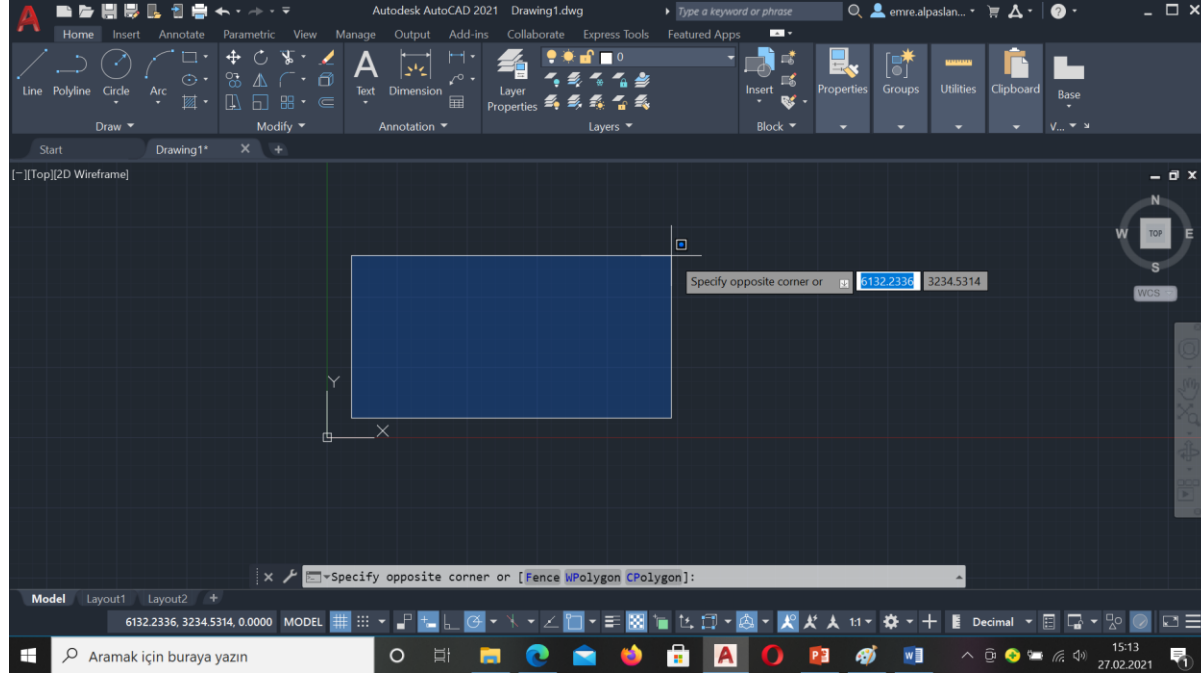 Autodesk AutoCAD 2021 Drawing1.dwg Type a keyword or phrase emre.alpaslan...
Home Insert Annotate Parametric View Manage Output Add-ins Collaborate Express Tools Featured Apps
0
Line Polyline Circle Arc Text Dimension Layer Properties Insert Properties Groups Utilities Clipboard Base
Draw Modify Annotation Layers Block V...
Start Drawing1* +
[−][Top][2D Wireframe]
N
W TOP E
S
WCS
Specify opposite corner or 6132.2336 3234.5314
Y
X
Specify opposite corner or [Fence WPolygon CPolygon]:
Model Layout1 Layout2 +
6132.2336, 3234.5314, 0.0000 MODEL 1:1 Decimal
Aramak için buraya yazın 15:13
27.02.2021